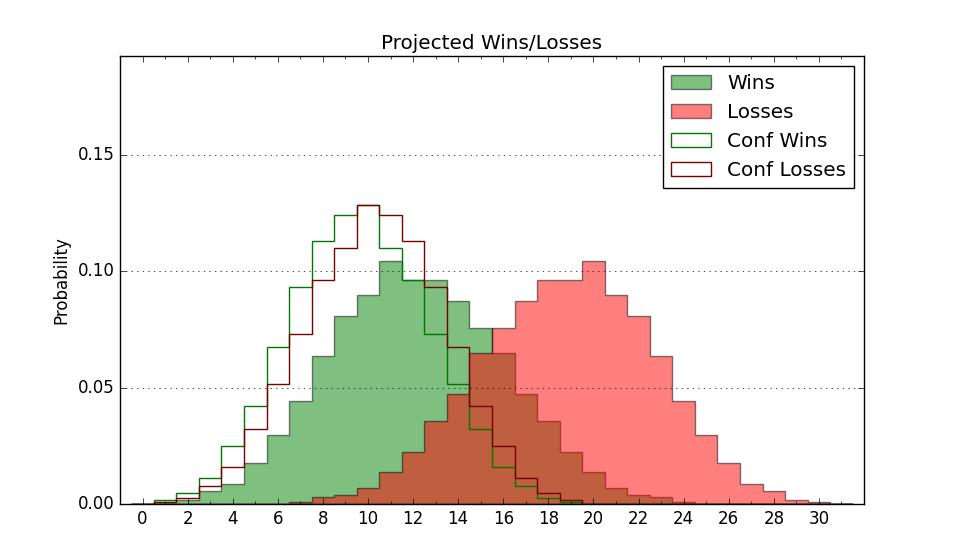 Projected Wins/Losses
Wins
Losses
Conf Wins
Conf Losses
Probability
0.15
0.10
0.05
0.00
0 2 4 6 8 10 12 14 16 18 20 22 24 26 28 30